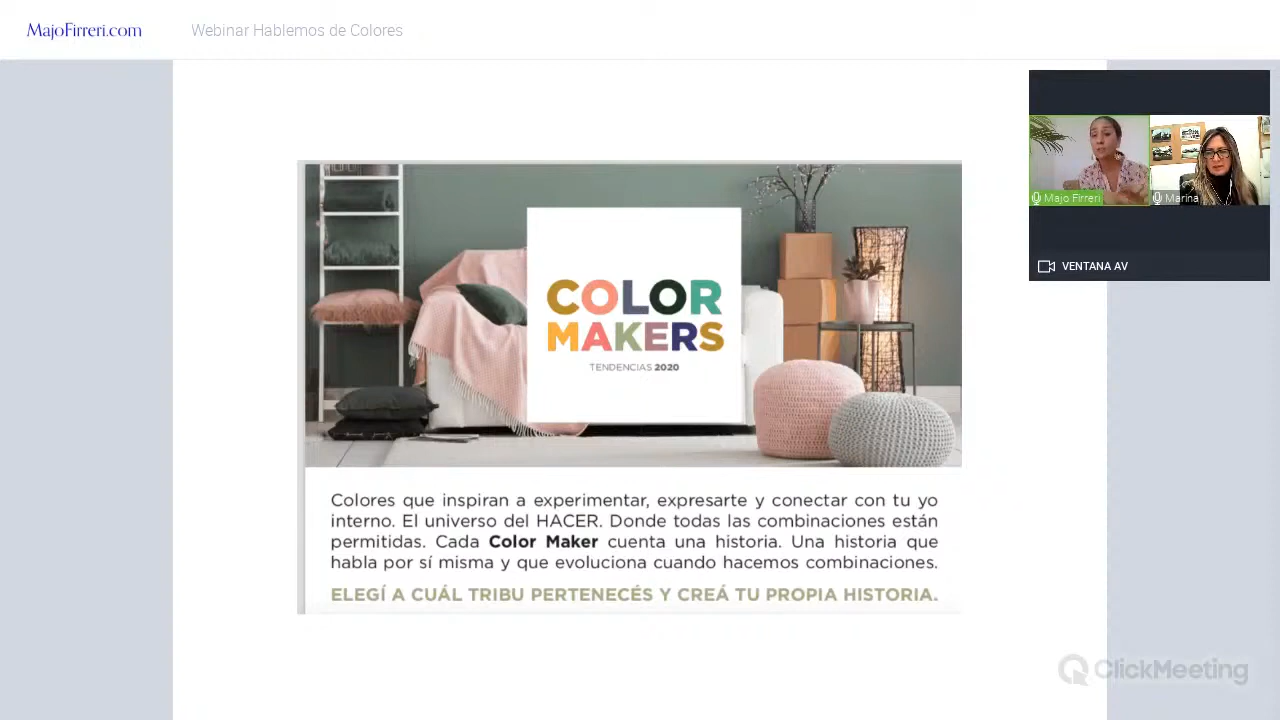 MajoFirreri.com
Webinar Hablemos de Colores
Majo Firreri
Marina
VENTANA AV
COLOR
MAKERS
TENDENCIAS 2020
Colores que inspiran a experimentar, expresarte y conectar con tu yo
interno. El universo del HACER. Donde todas las combinaciones están
permitidas. Cada Color Maker cuenta una historia. Una historia que
habla por sí misma y que evoluciona cuando hacemos combinaciones.
ELEGÍ A CUÁL TRIBU PERTENECÉS Y CREÁ TU PROPIA HISTORIA.
ClickMeeting